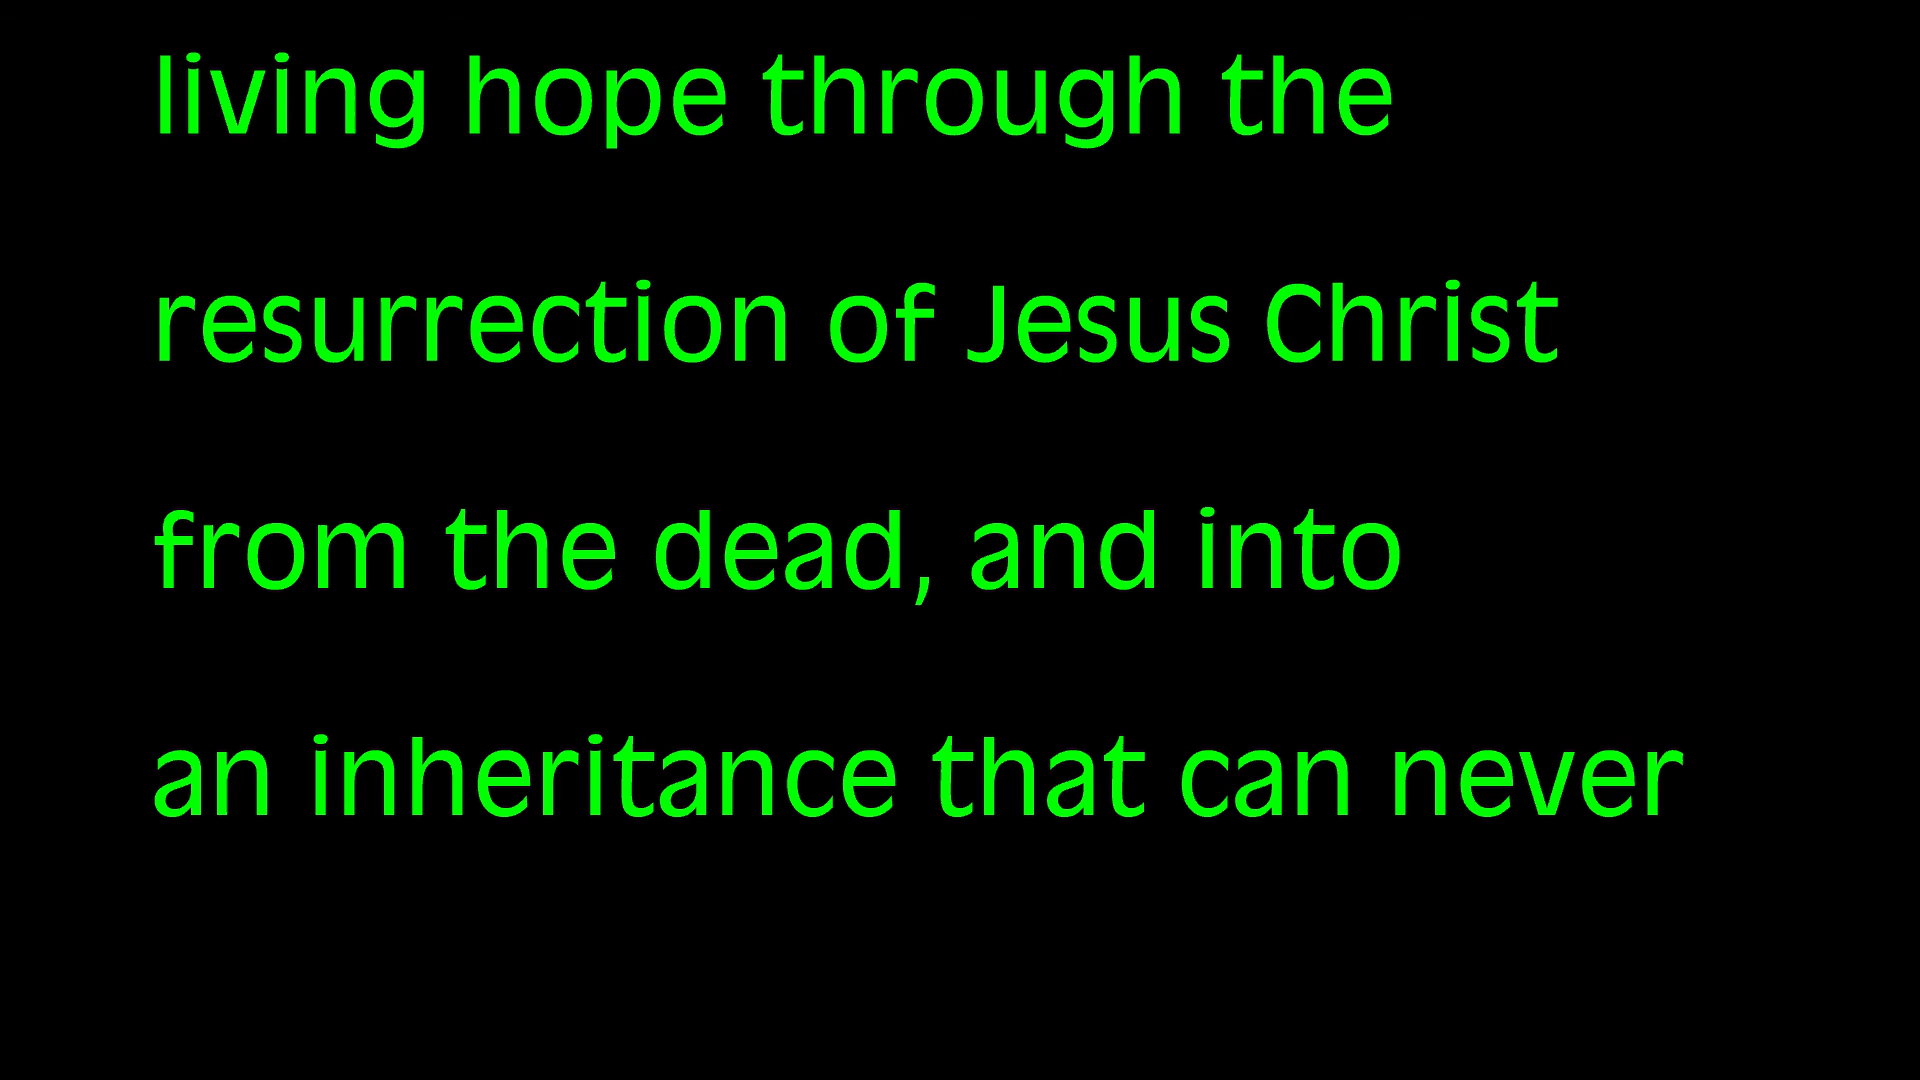 living hope through the
resurrection of Jesus Christ
from the dead, and into
an inheritance that can never